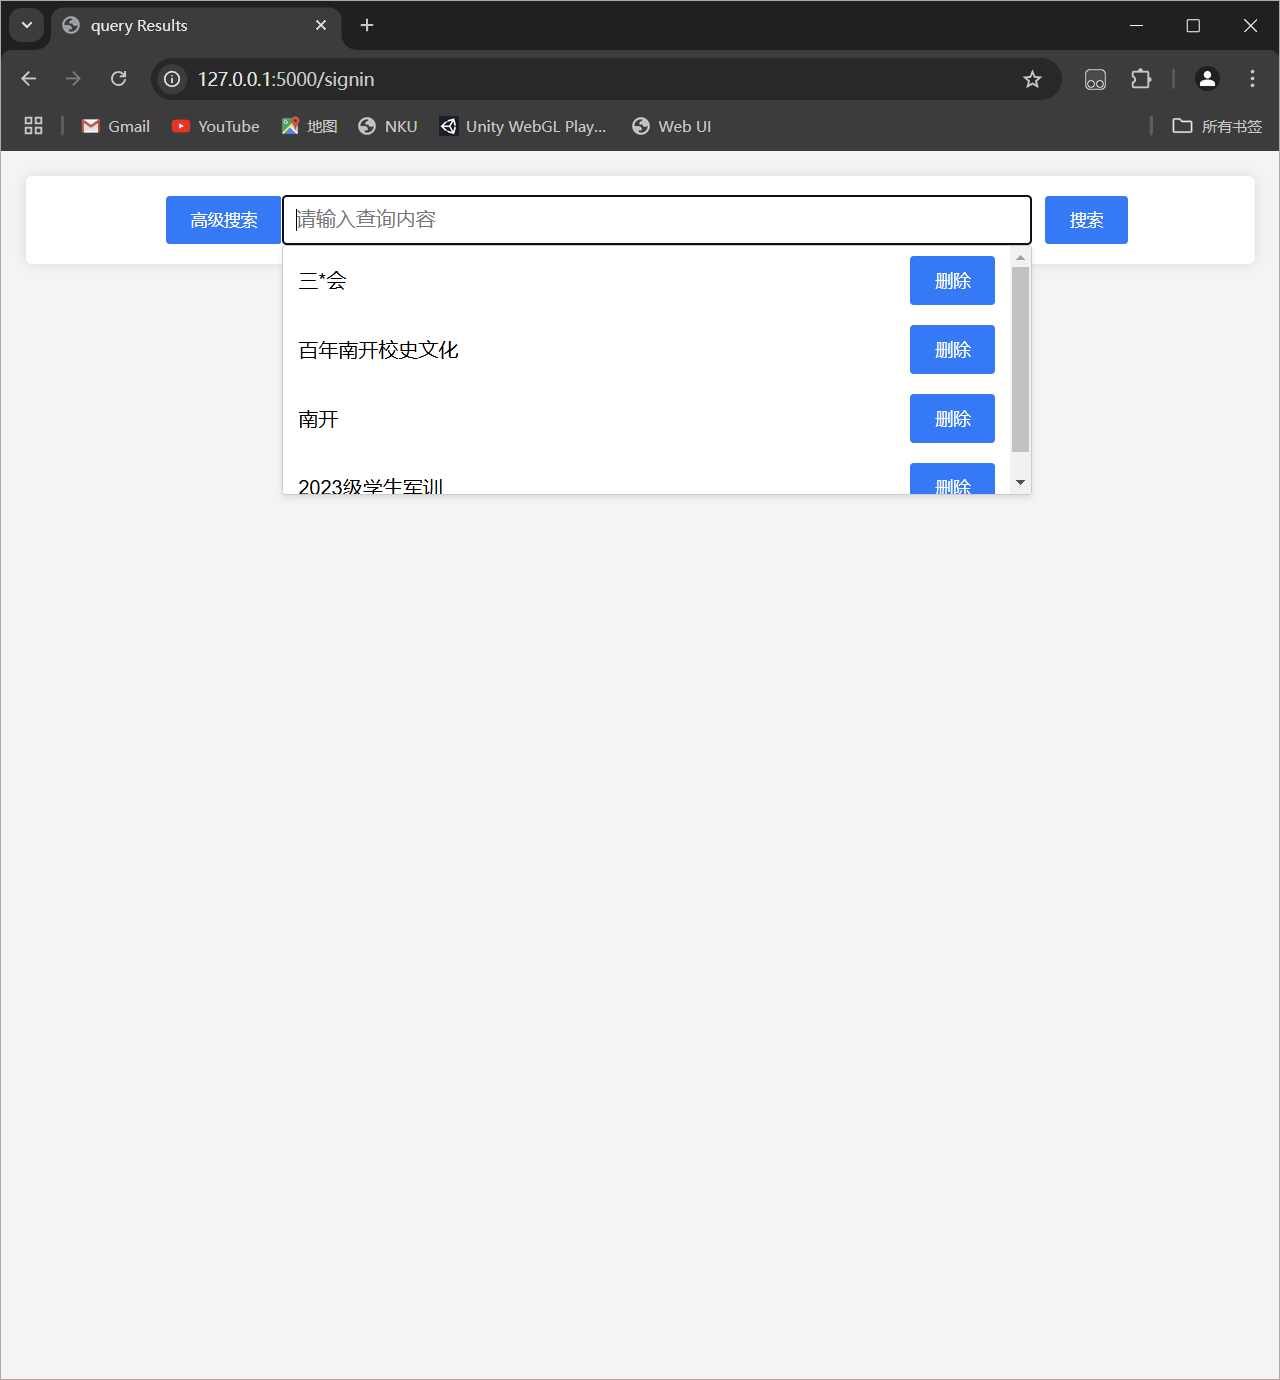 query Results
127.0.0.1:5000/signin
Gmail YouTube 地图 NKU Unity WebGL Play... Web UI 所有书签
高级搜索 请输入查询内容 搜索
三*会 删除
百年南开校史文化 删除
南开 删除
2023级学生军训 删除